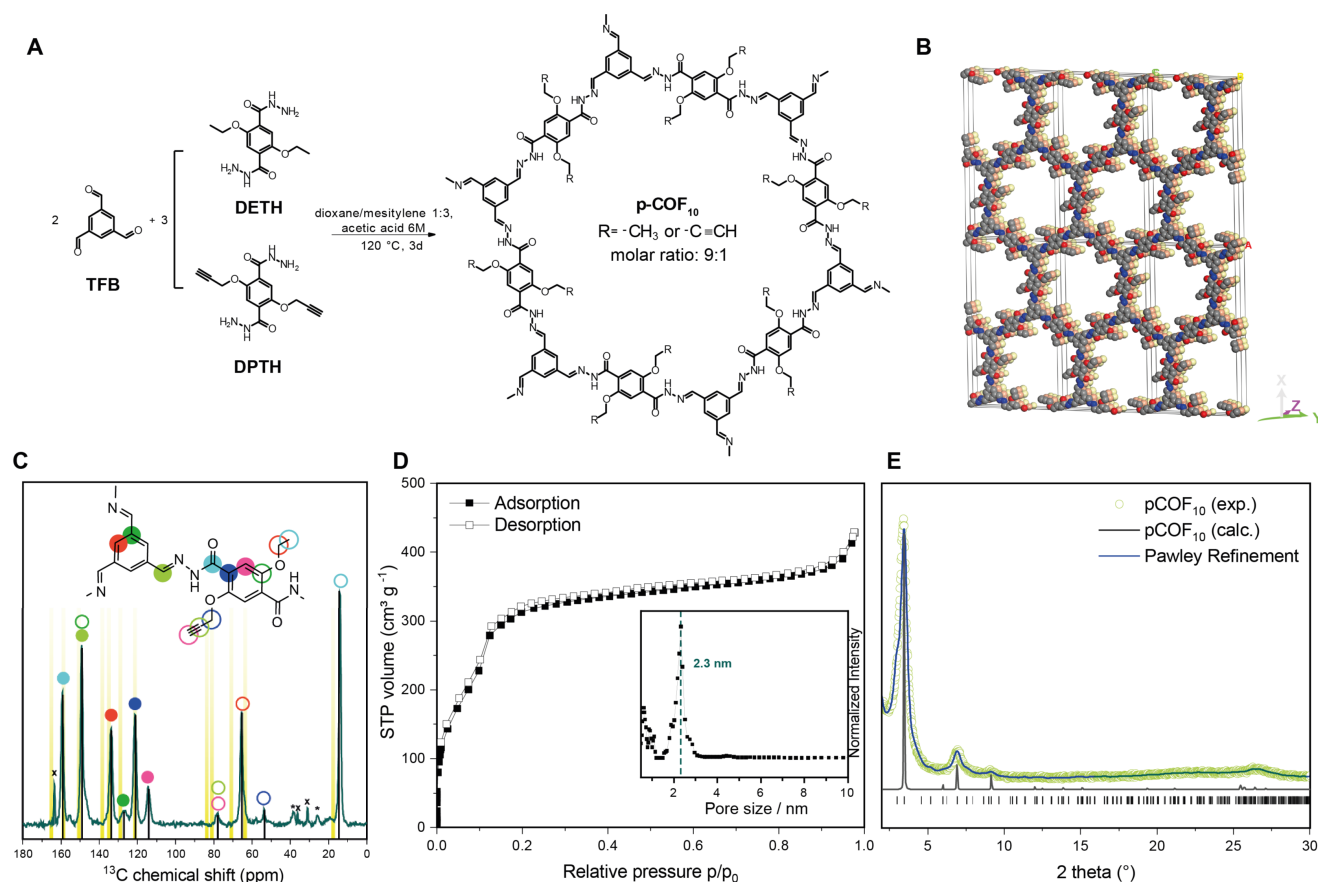 A
B
2
TFB
+ 3
DETH
DPTH
dioxane/mesitylene 1:3,
acetic acid 6M
120 °C, 3d
p-COF₁₀
R= -CH₃ or -C≡CH
molar ratio: 9:1
X
Z
Y
C
180 160 140 120 100 80 60 40 20 0
¹³C chemical shift (ppm)
D
Adsorption
Desorption
500
400
300
200
100
0
STP volume (cm³ g⁻¹)
2.3 nm
Normalized Intensity
2 4 6 8 10
Pore size / nm
0.0 0.2 0.4 0.6 0.8 1.0
Relative pressure p/p₀
E
pCOF₁₀ (exp.)
pCOF₁₀ (calc.)
Pawley Refinement
5 10 15 20 25 30
2 theta (°)